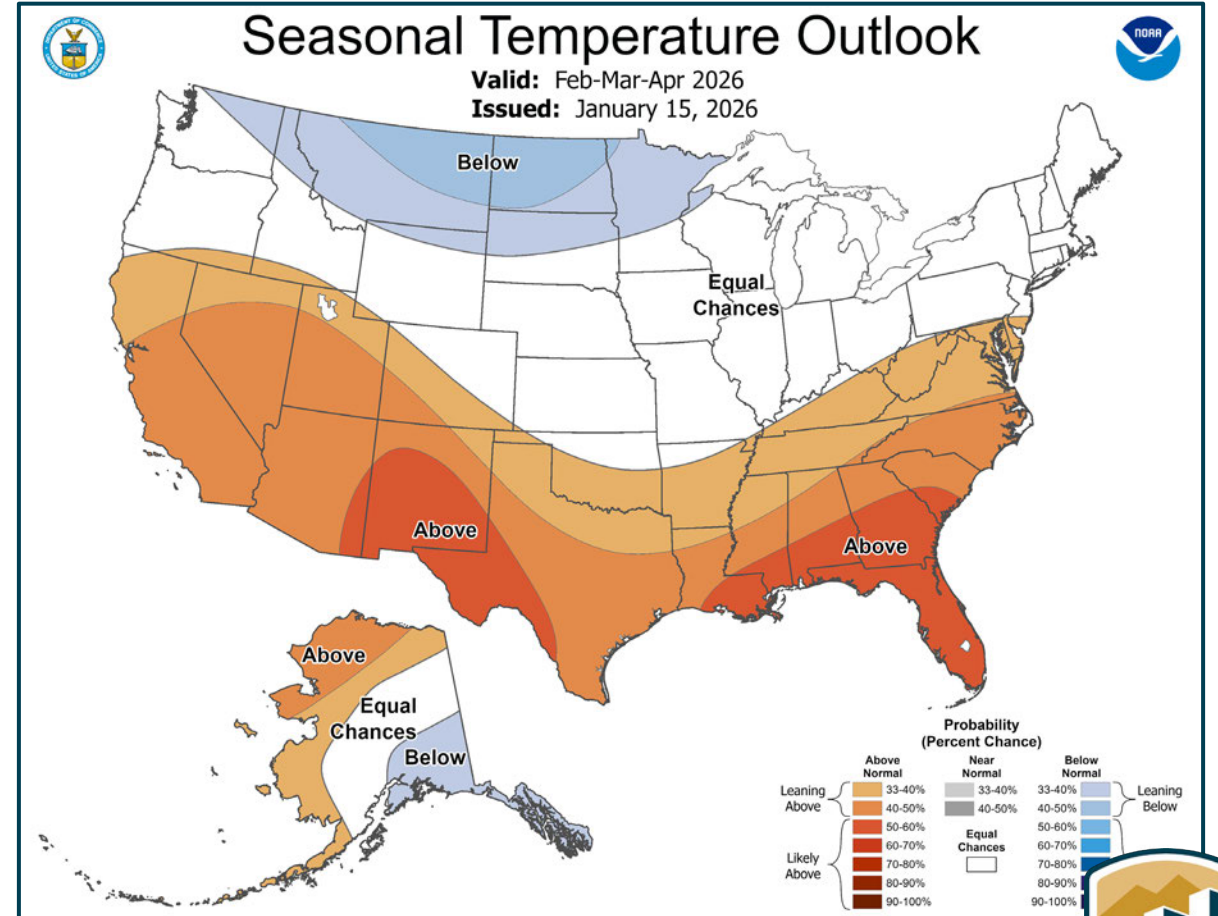 Seasonal Temperature Outlook
Valid: Feb-Mar-Apr 2026
Issued: January 15, 2026
NOAA
Below
Equal
Chances
Above
Above
Above
Equal
Chances
Below
Probability
(Percent Chance)
Above
Normal
Near
Normal
Below
Normal
Leaning
Above
33-40%
40-50%
33-40%
40-50%
33-40%
40-50%
Leaning
Below
Likely
Above
50-60%
60-70%
70-80%
80-90%
90-100%
Equal
Chances
50-60%
60-70%
70-80%
80-90%
90-100%